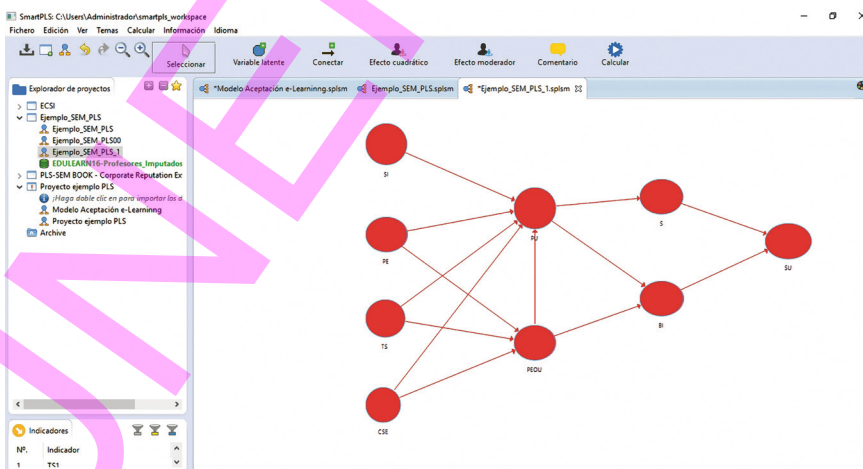 SmartPLS: C:\Users\Administrador\smartpls_workspace
Fichero Edición Ver Temas Calcular Información Idioma
Seleccionar Variable latente Conectar Efecto cuadrático Efecto moderador Comentario Calcular
Explorador de proyectos
*Modelo Aceptación e-Learninng.splsm Ejemplo_SEM_PLS.splsm *Ejemplo_SEM_PLS_1.splsm
ECSI
Ejemplo_SEM_PLS
Ejemplo_SEM_PLS
Ejemplo_SEM_PLS00
Ejemplo_SEM_PLS_1
EDULEARN16-Profesores_Imputados
PLS-SEM BOOK - Corporate Reputation Ex
Proyecto ejemplo PLS
¡Haga doble clic en para importar los d
Modelo Aceptación e-Learninng
Proyecto ejemplo PLS
Archive
SI
PE
TS
CSE
PU
PEOU
S
BI
SU
Indicadores
Nº. Indicador
1 TS1